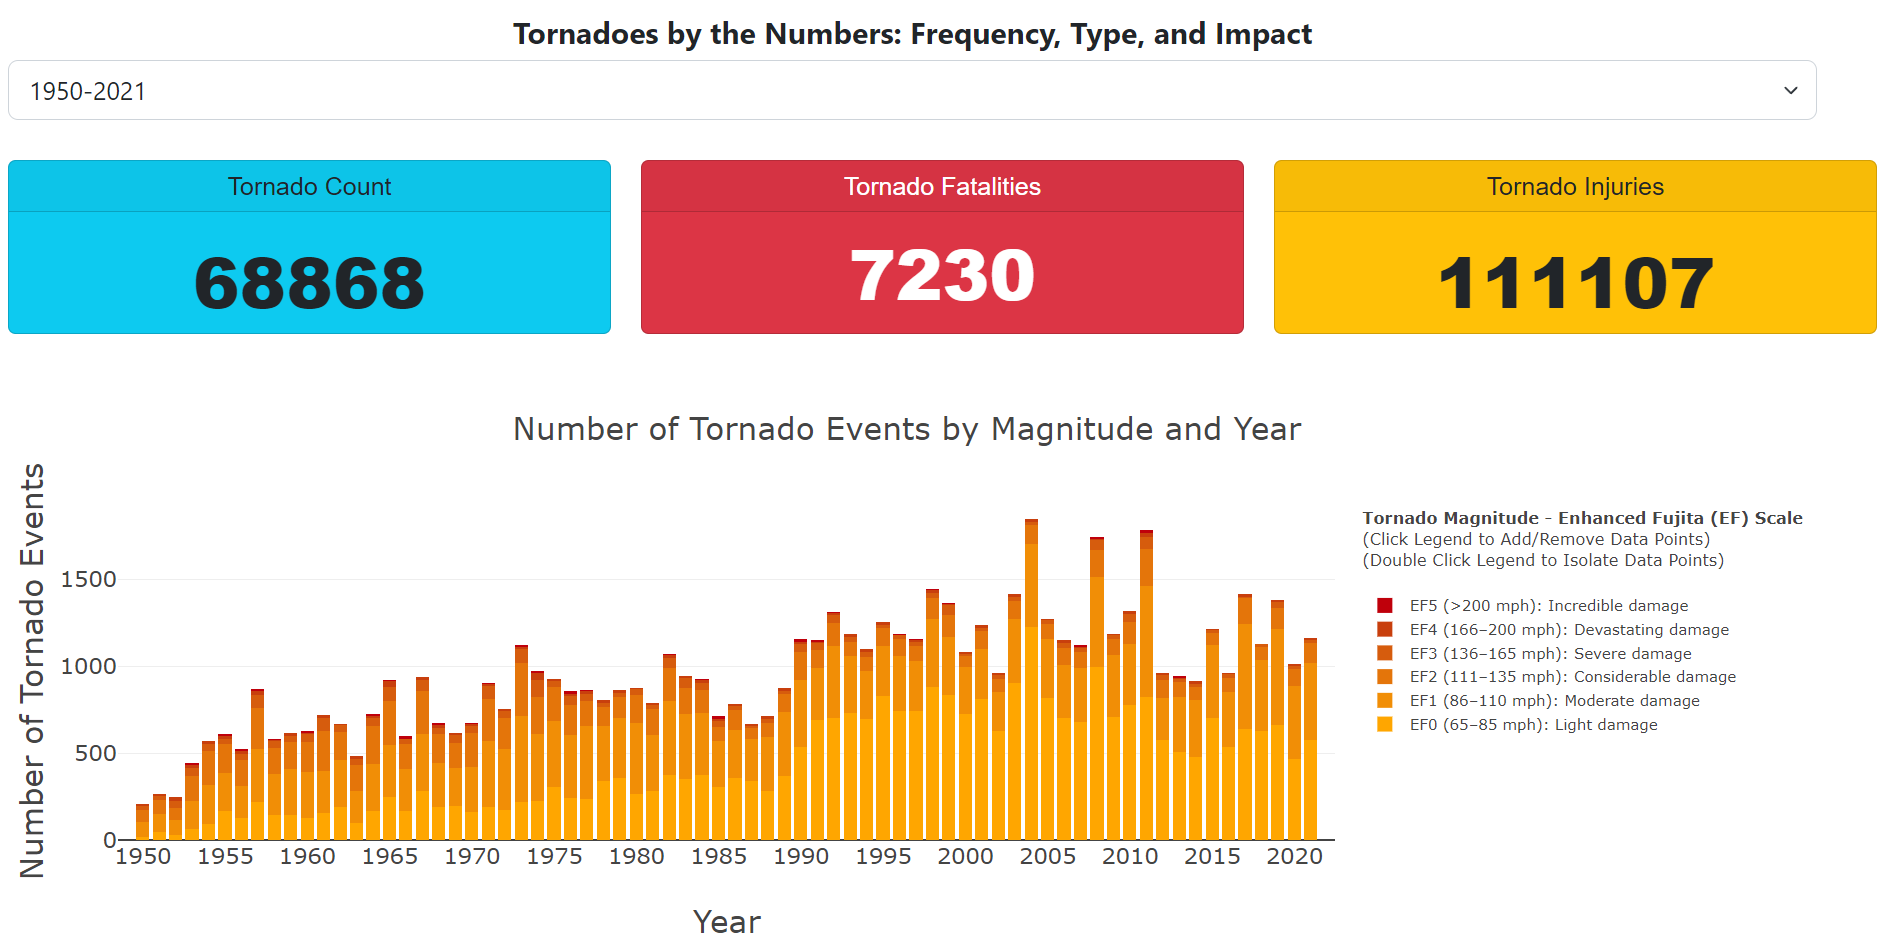 Tornadoes by the Numbers: Frequency, Type, and Impact
1950-2021
Tornado Count
68868
Tornado Fatalities
7230
Tornado Injuries
111107
Number of Tornado Events by Magnitude and Year
Number of Tornado Events
1500
1000
500
0
1950 1955 1960 1965 1970 1975 1980 1985 1990 1995 2000 2005 2010 2015 2020
Year
Tornado Magnitude - Enhanced Fujita (EF) Scale
(Click Legend to Add/Remove Data Points)
(Double Click Legend to Isolate Data Points)
EF5 (>200 mph): Incredible damage
EF4 (166–200 mph): Devastating damage
EF3 (136–165 mph): Severe damage
EF2 (111–135 mph): Considerable damage
EF1 (86–110 mph): Moderate damage
EF0 (65–85 mph): Light damage